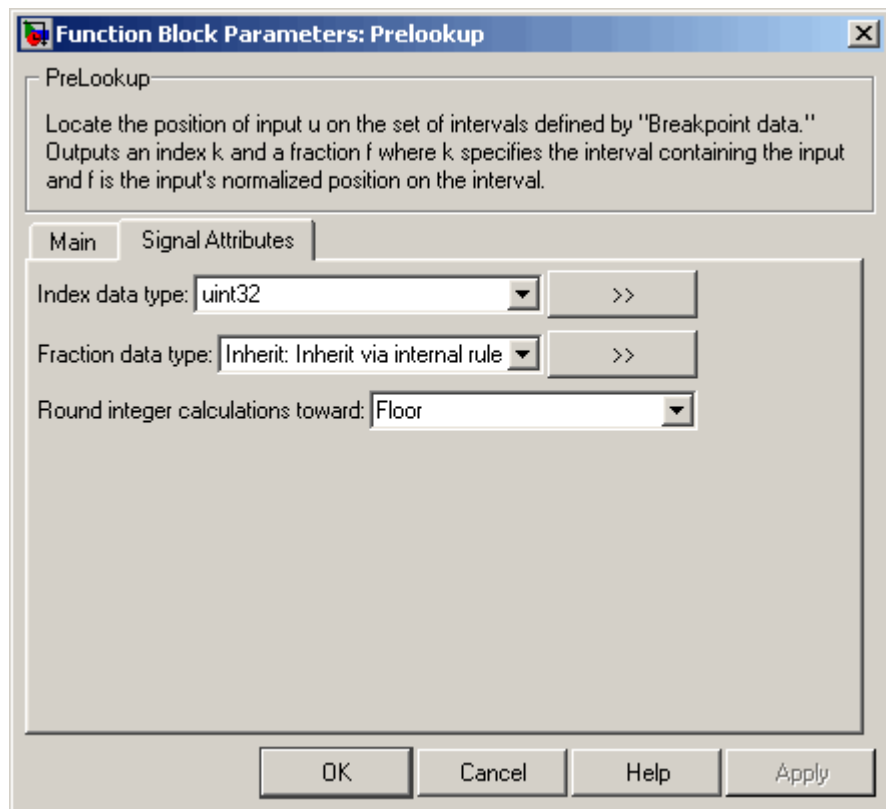 Function Block Parameters: Prelookup
PreLookup
Locate the position of input u on the set of intervals defined by "Breakpoint data."
Outputs an index k and a fraction f where k specifies the interval containing the input
and f is the input's normalized position on the interval.
Main Signal Attributes
Index data type: uint32 >>
Fraction data type: Inherit: Inherit via internal rule >>
Round integer calculations toward: Floor
OK Cancel Help Apply